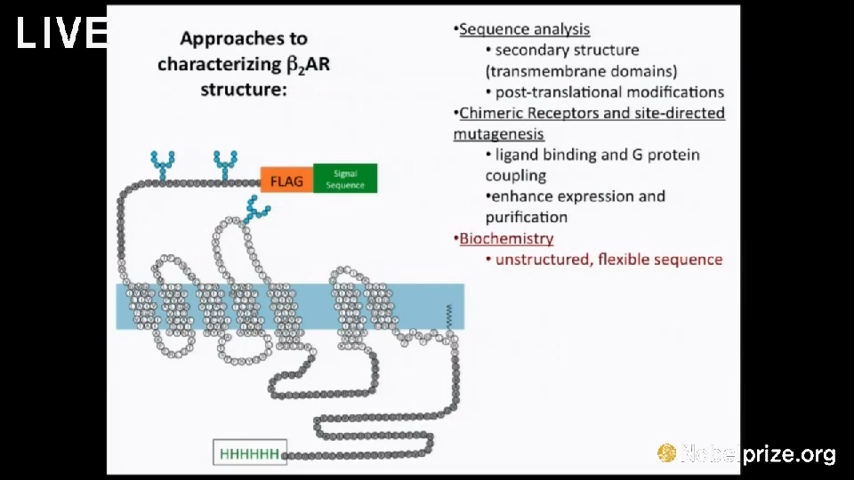 LIVE
Approaches to
characterizing β₂AR
structure:
•Sequence analysis
• secondary structure
(transmembrane domains)
• post-translational modifications
•Chimeric Receptors and site-directed
mutagenesis
• ligand binding and G protein
coupling
•enhance expression and
purification
•Biochemistry
• unstructured, flexible sequence
FLAG
Signal
Sequence
HHHHHH
Nobelprize.org